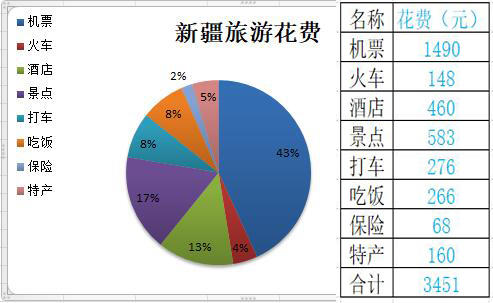 新疆旅游花费
机票
火车
酒店
景点
打车
吃饭
保险
特产
43%
4%
13%
17%
8%
8%
2%
5%
名称 花费（元）
机票 1490
火车 148
酒店 460
景点 583
打车 276
吃饭 266
保险 68
特产 160
合计 3451